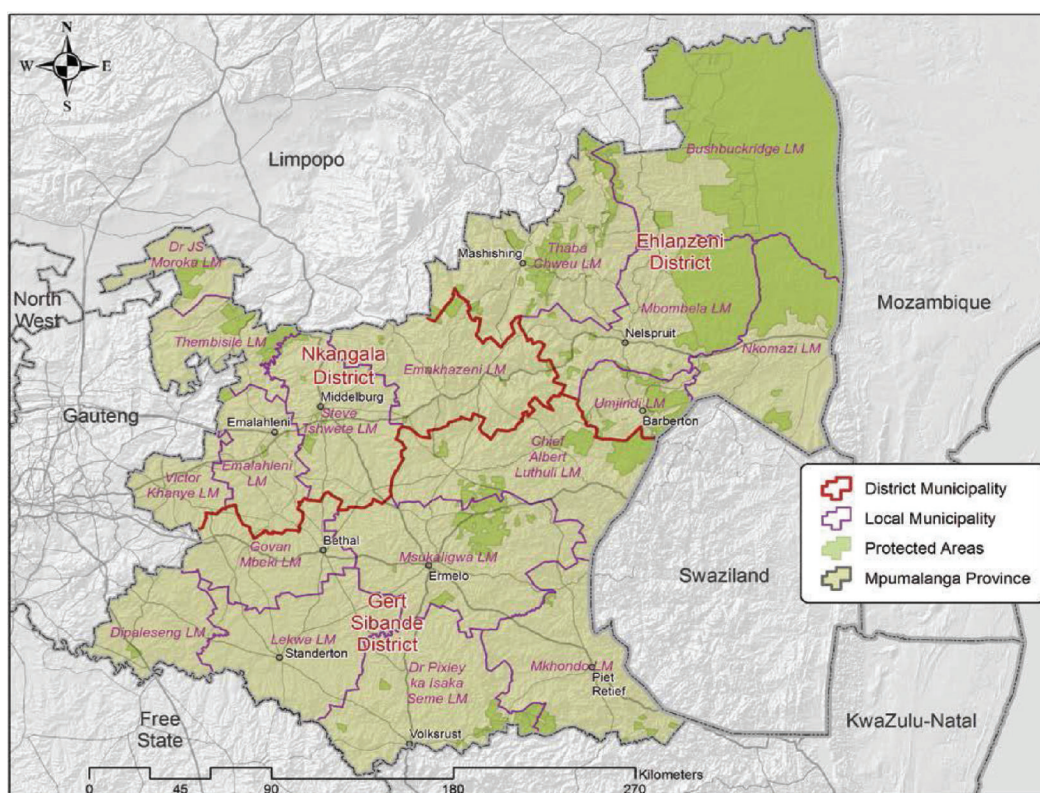 N
W E
S
Limpopo
Bushbuckridge LM
Dr JS
Moroka LM
Mashishing
Thaba
Chweu LM
Ehlanzeni
District
North
West
Mozambique
Mbombela LM
Thembisile LM
Nelspruit
Nkomazi LM
Nkangala
District
Emakhazeni LM
Gauteng
Middelburg
Steve
Tshwete LM
Umjindi LM
Barberton
Emalahleni
Chief
Albert
Luthuli LM
Victor
Khanye LM
Emalahleni
LM
District Municipality
Local Municipality
Protected Areas
Mpumalanga Province
Govan
Mbeki LM
Bethal
Msukaligwa LM
Ermelo
Swaziland
Gert
Sibande
District
Dipaleseng LM
Lekwa LM
Standerton
Dr Pixley
ka Isaka
Seme LM
Mkhondo LM
Piet
Retief
Free
State
Volksrust
KwaZulu-Natal
Kilometers
0 45 90 180 270